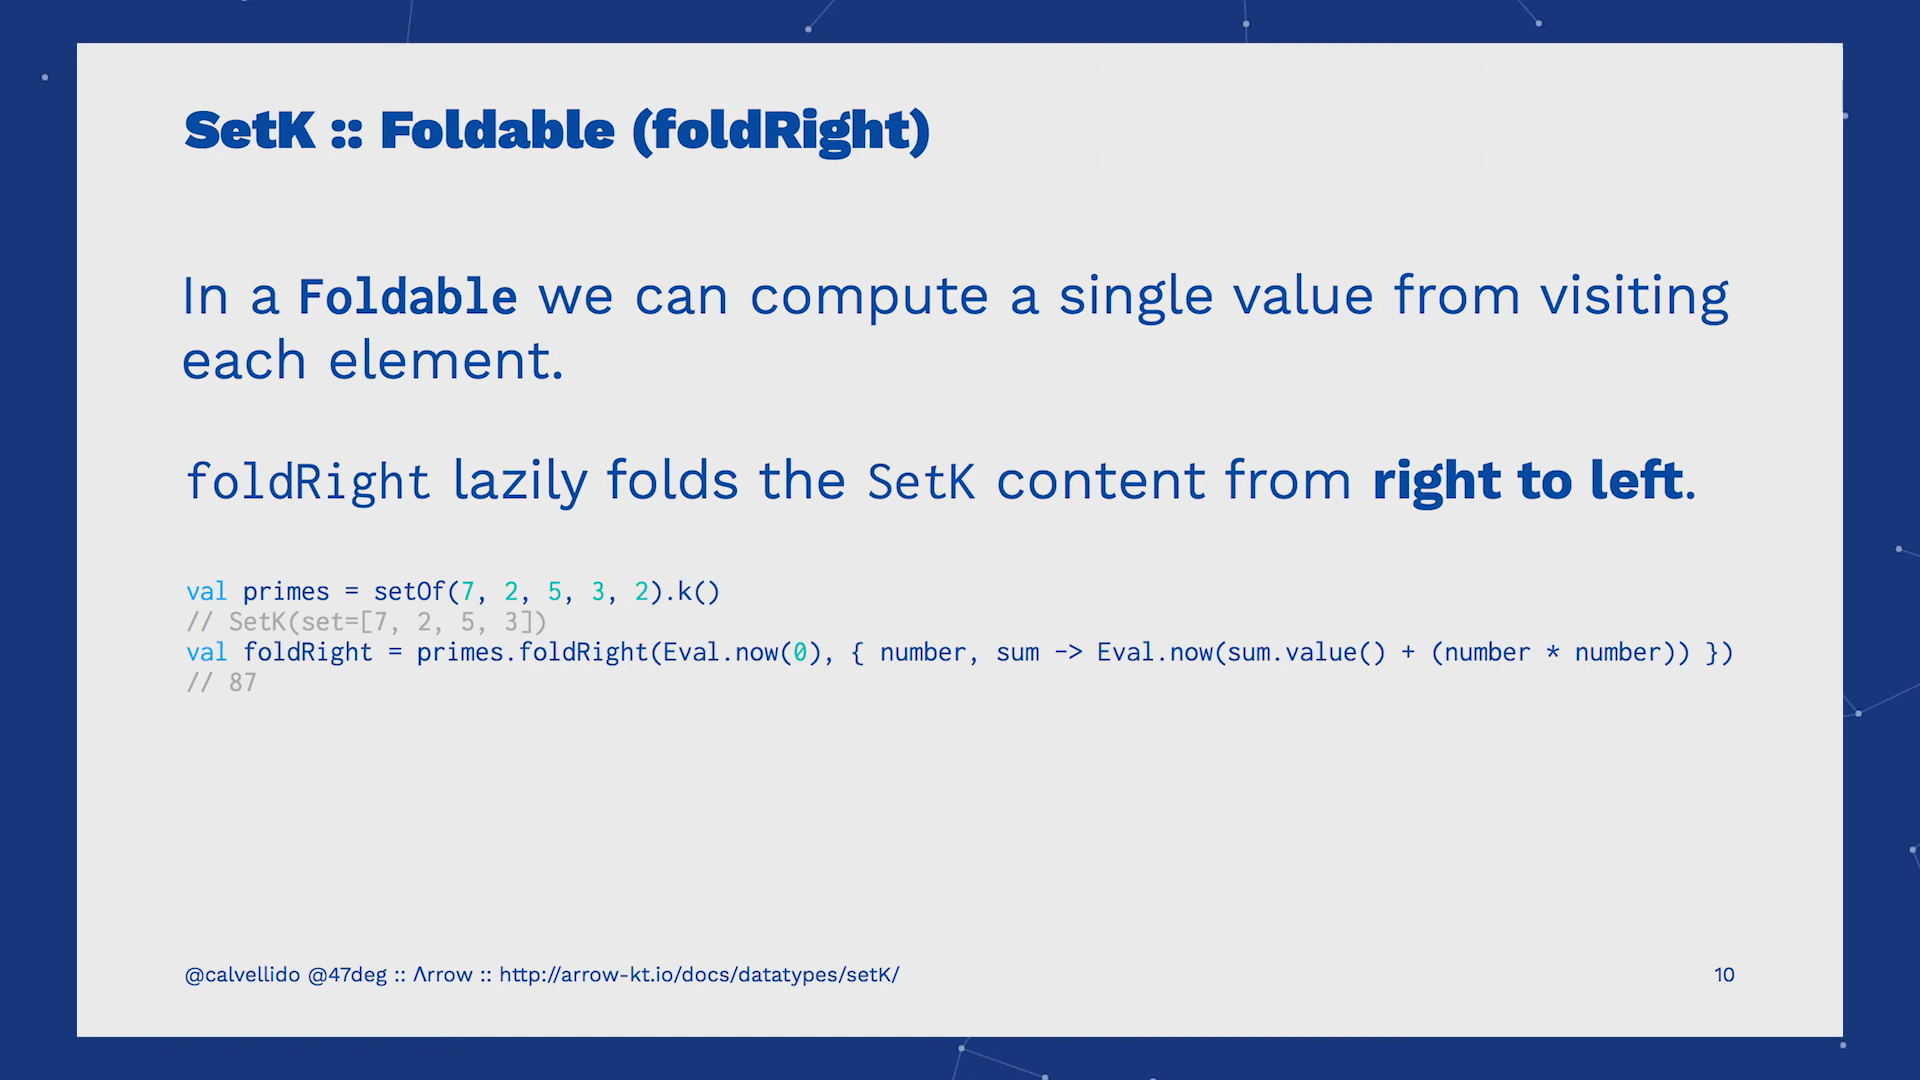 SetK :: Foldable (foldRight)
In a Foldable we can compute a single value from visiting
each element.
foldRight lazily folds the SetK content from right to left.
val primes = setOf(7, 2, 5, 3, 2).k()
// SetK(set=[7, 2, 5, 3])
val foldRight = primes.foldRight(Eval.now(0), { number, sum -> Eval.now(sum.value() + (number * number)) })
// 87
@calvellido @47deg :: Λrrow :: http://arrow-kt.io/docs/datatypes/setK/
10